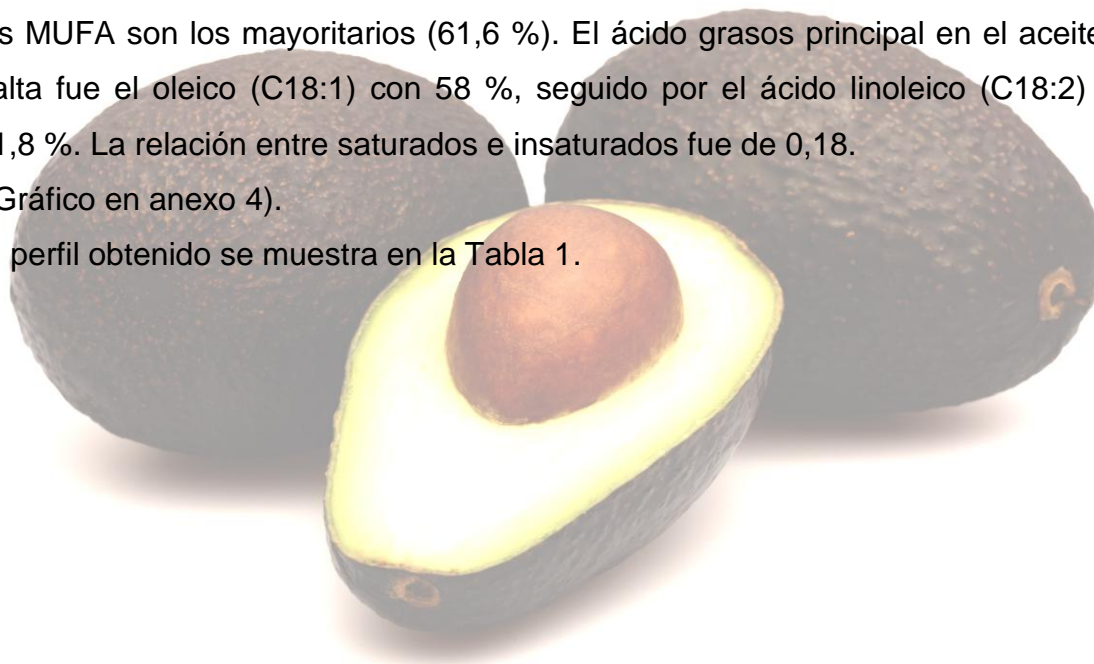 s MUFA son los mayoritarios (61,6 %). El ácido grasos principal en el aceite
alta fue el oleico (C18:1) con 58 %, seguido por el ácido linoleico (C18:2)
1,8 %. La relación entre saturados e insaturados fue de 0,18.
Gráfico en anexo 4).
perfil obtenido se muestra en la Tabla 1.